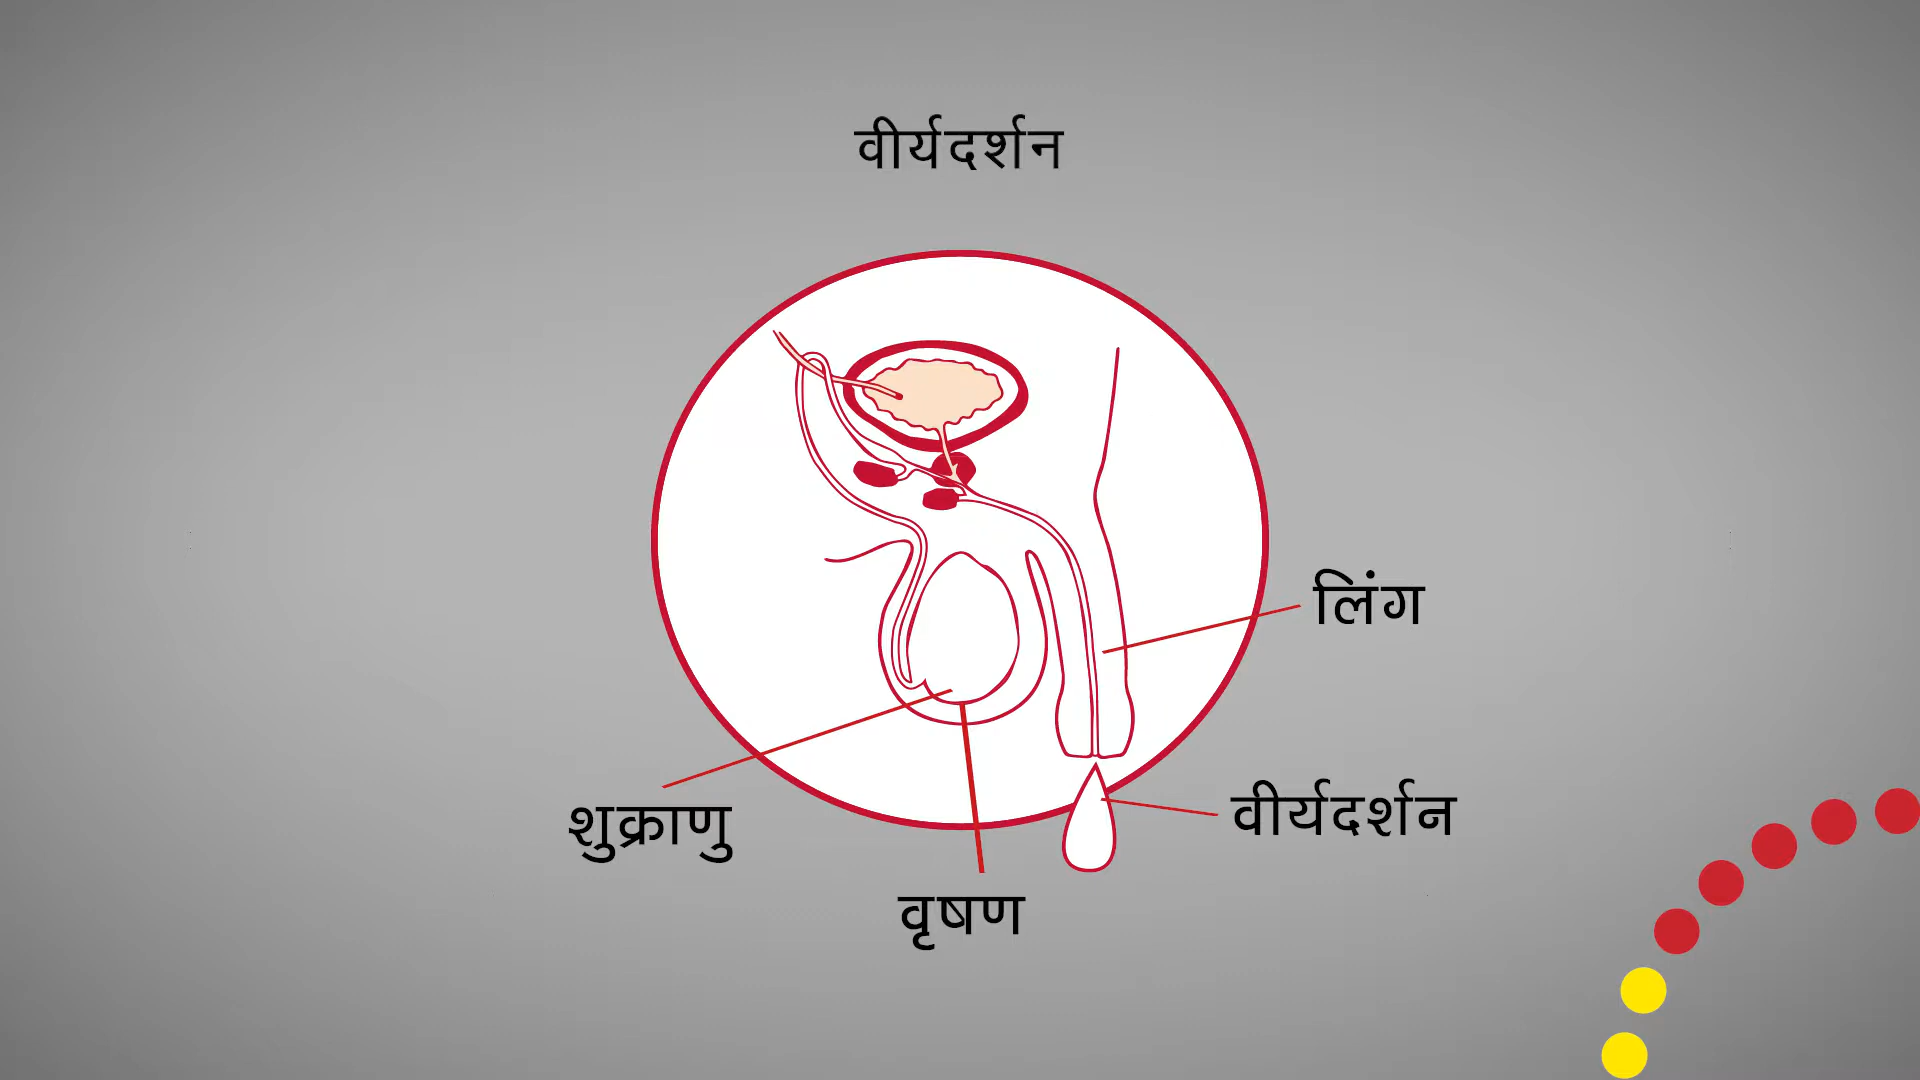 वीर्यदर्शन
लिंग
वीर्यदर्शन
शुक्राणु
वृषण